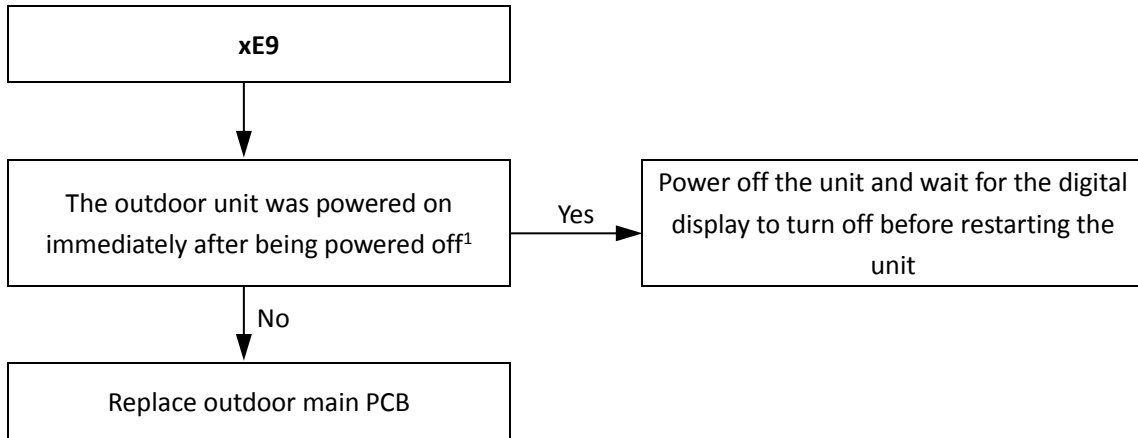 xE9
The outdoor unit was powered on
immediately after being powered off¹
Yes
Power off the unit and wait for the digital
display to turn off before restarting the
unit
No
Replace outdoor main PCB